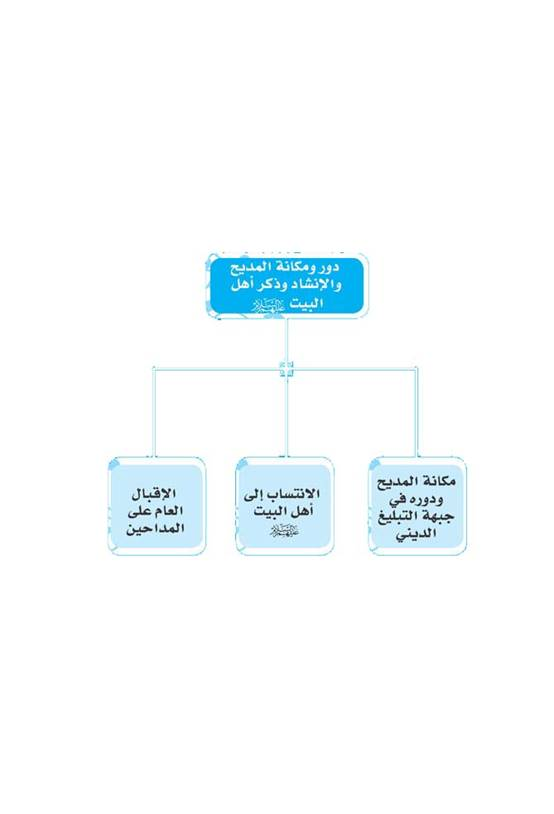 دور ومكانة المديح
والإنشاد وذكر أهل
البيت عليهم السلام
مكانة المديح
ودوره في
جبهة التبليغ
الديني
الانتساب إلى
أهل البيت
عليهم السلام
الإقبال
العام على
المداحين